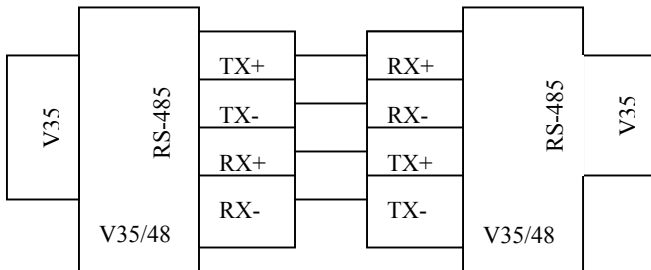 V35
RS-485
V35/48
TX+
TX-
RX+
RX-
RX+
RX-
TX+
TX-
RS-485
V35/48
V35